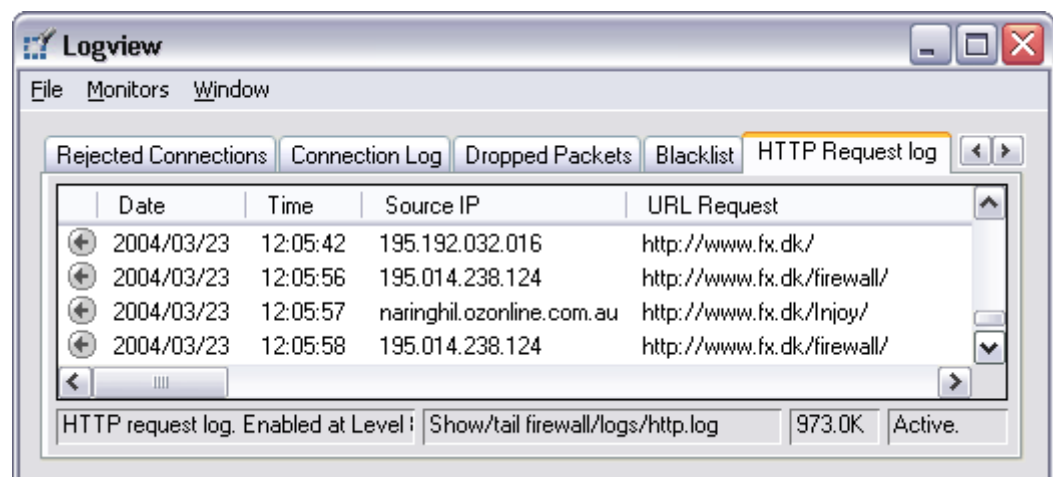 Logview
File Monitors Window
Rejected Connections Connection Log Dropped Packets Blacklist HTTP Request log
Date Time Source IP URL Request
2004/03/23 12:05:42 195.192.032.016 http://www.fx.dk/
2004/03/23 12:05:56 195.014.238.124 http://www.fx.dk/firewall/
2004/03/23 12:05:57 naringhil.ozonline.com.au http://www.fx.dk/Injoy/
2004/03/23 12:05:58 195.014.238.124 http://www.fx.dk/firewall/
HTTP request log. Enabled at Level Show/tail firewall/logs/http.log 973.0K Active.